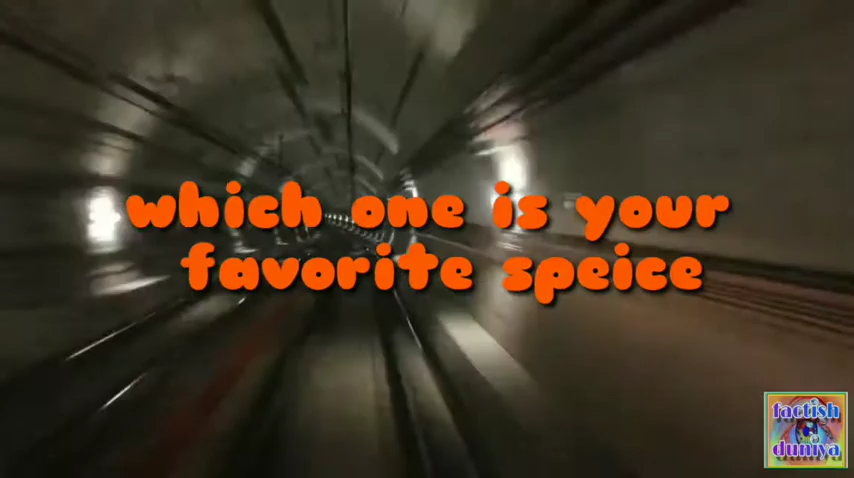 which one is your
favorite speice
factish
duniya